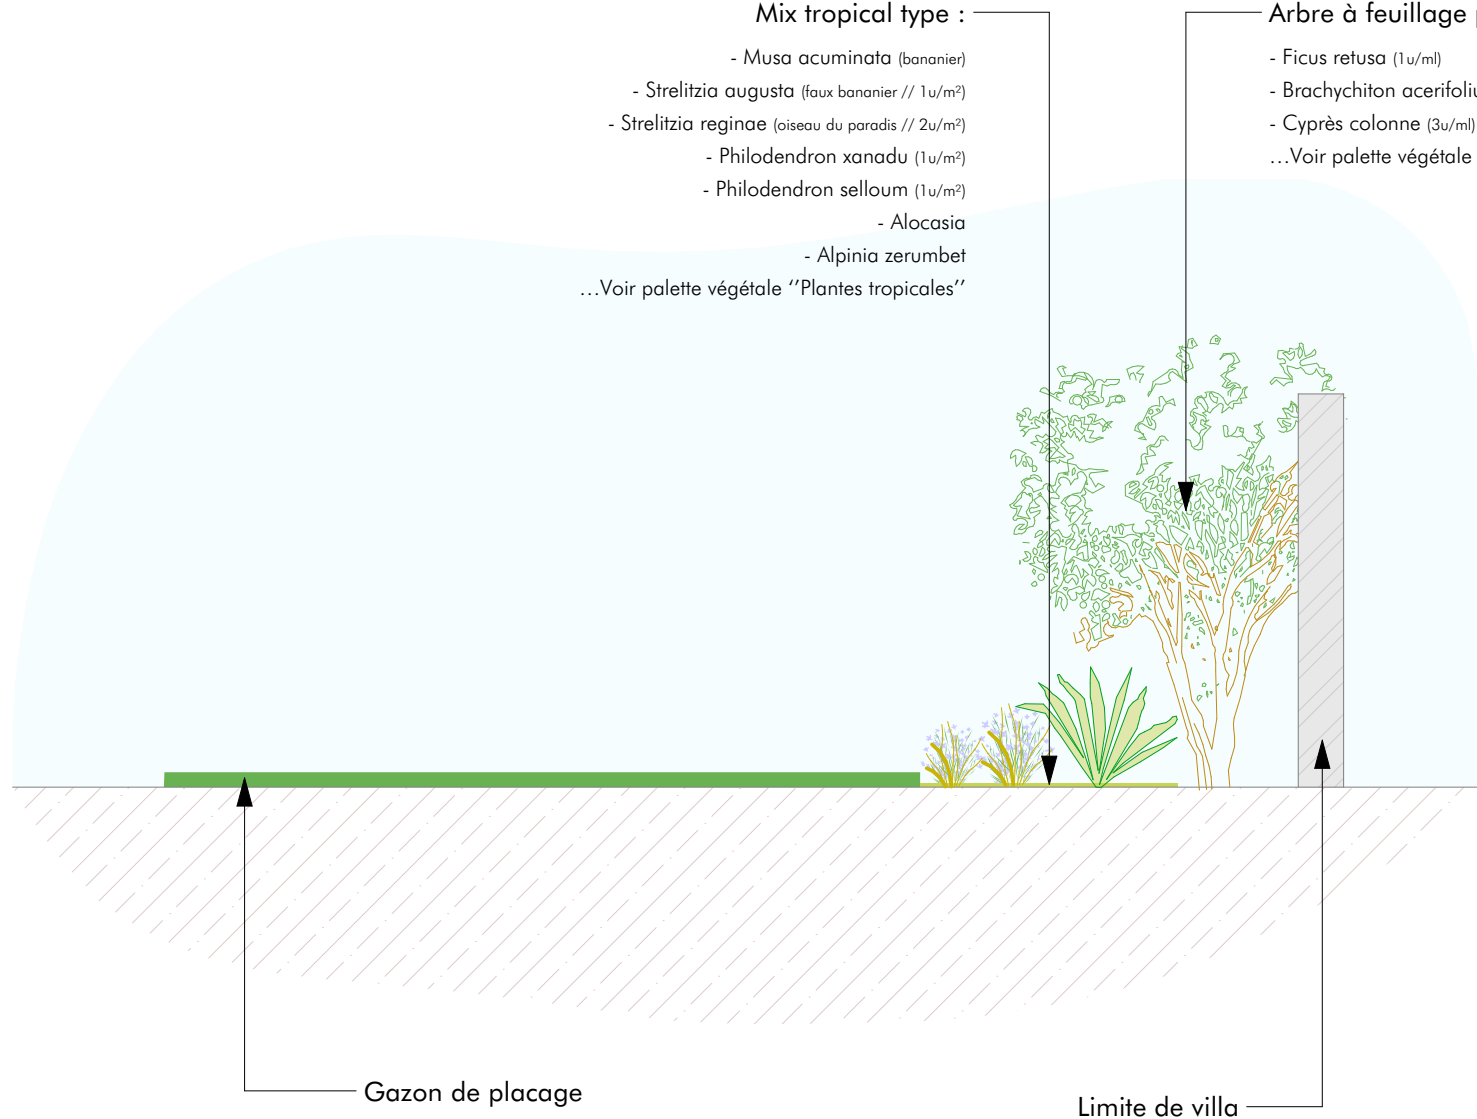 Mix tropical type :
- Musa acuminata (bananier)
- Strelitzia augusta (faux bananier // 1u/m²)
- Strelitzia reginae (oiseau du paradis // 2u/m²)
- Philodendron xanadu (1u/m²)
- Philodendron selloum (1u/m²)
- Alocasia
- Alpinia zerumbet
...Voir palette végétale ‘’Plantes tropicales’’
Arbre à feuillage
- Ficus retusa (1u/ml)
- Brachychiton
- Cyprès colonne (3u/ml)
...Voir palette végétale
Gazon de placage
Limite de villa